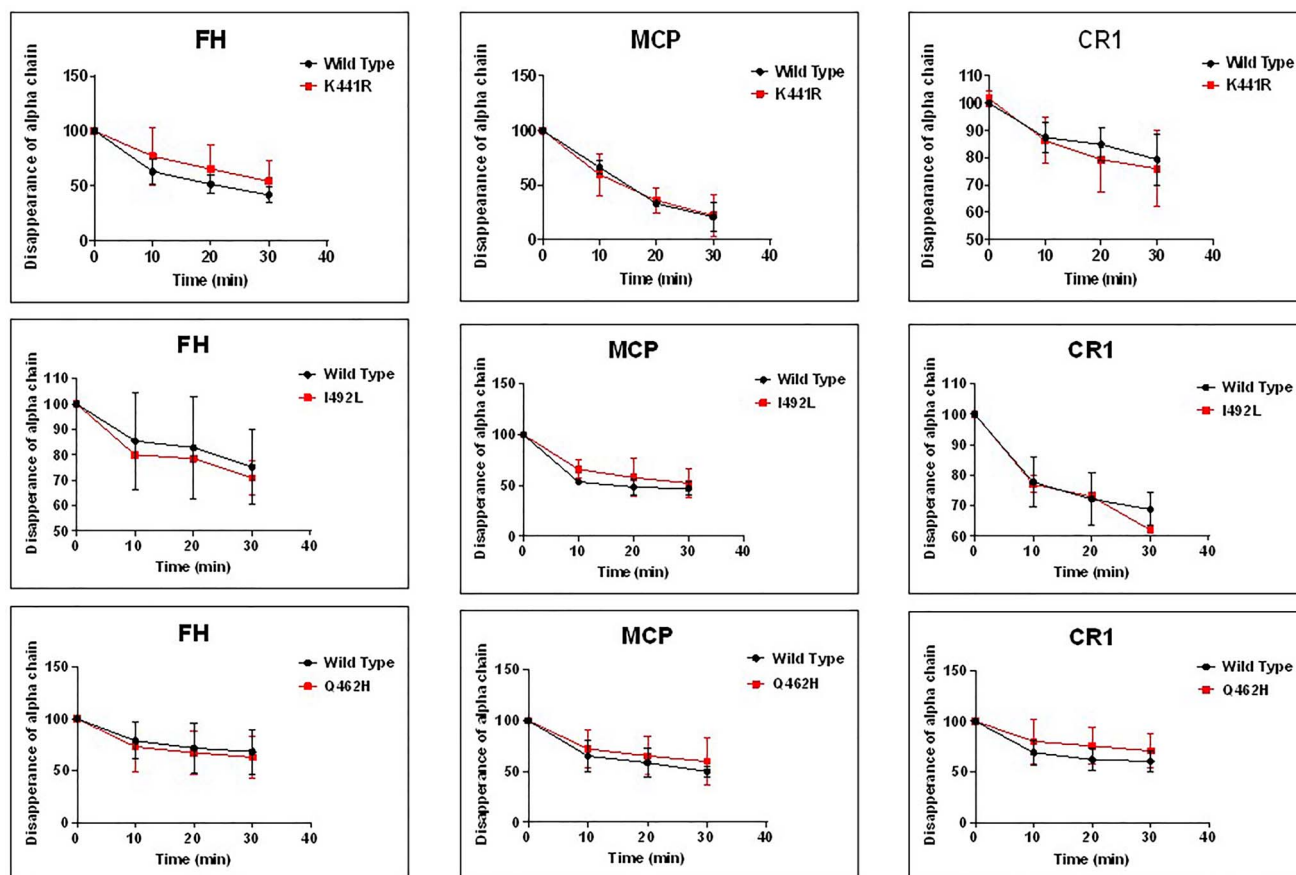 FH
Disappearance of alpha chain
150
100
50
0
0 10 20 30 40
Time (min)
Wild Type
K441R
MCP
Disappearance of alpha chain
150
100
50
0
0 10 20 30 40
Time (min)
Wild Type
K441R
CR1
Disappearance of alpha chain
110
100
90
80
70
60
50
0 10 20 30 40
Time (min)
Wild Type
K441R
FH
Disapperance of alpha chain
110
100
90
80
70
60
50
0 10 20 30 40
Time (min)
Wild Type
I492L
MCP
Disapperance of alpha chain
150
100
50
0
0 10 20 30 40
Time (min)
Wild Type
I492L
CR1
Disapperance of alpha chain
110
100
90
80
70
60
0 10 20 30 40
Time (min)
Wild Type
I492L
FH
Disapperance of alpha chain
150
100
50
0
0 10 20 30 40
Time (min)
Wild Type
Q462H
MCP
Disapperance of alpha chain
150
100
50
0
0 10 20 30 40
Time (min)
Wild Type
Q462H
CR1
Disapperance of alpha chain
150
100
50
0
0 10 20 30 40
Time (min)
Wild Type
Q462H